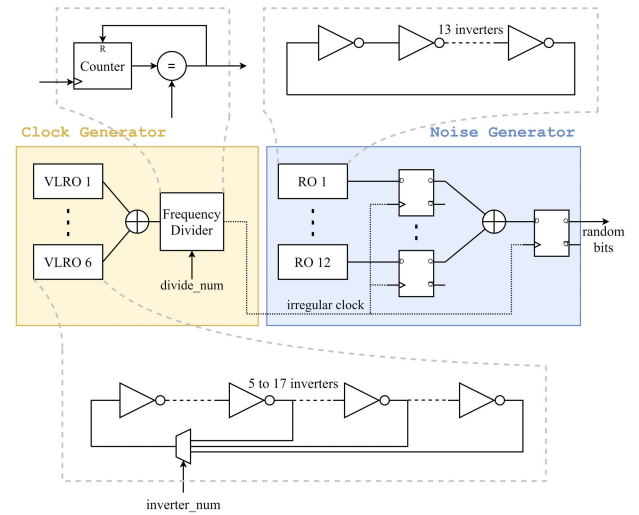 R
Counter
=
13 inverters
Clock Generator
Noise Generator
VLRO 1
VLRO 6
Frequency
Divider
divide_num
RO 1
RO 12
irregular clock
random
bits
5 to 17 inverters
inverter_num